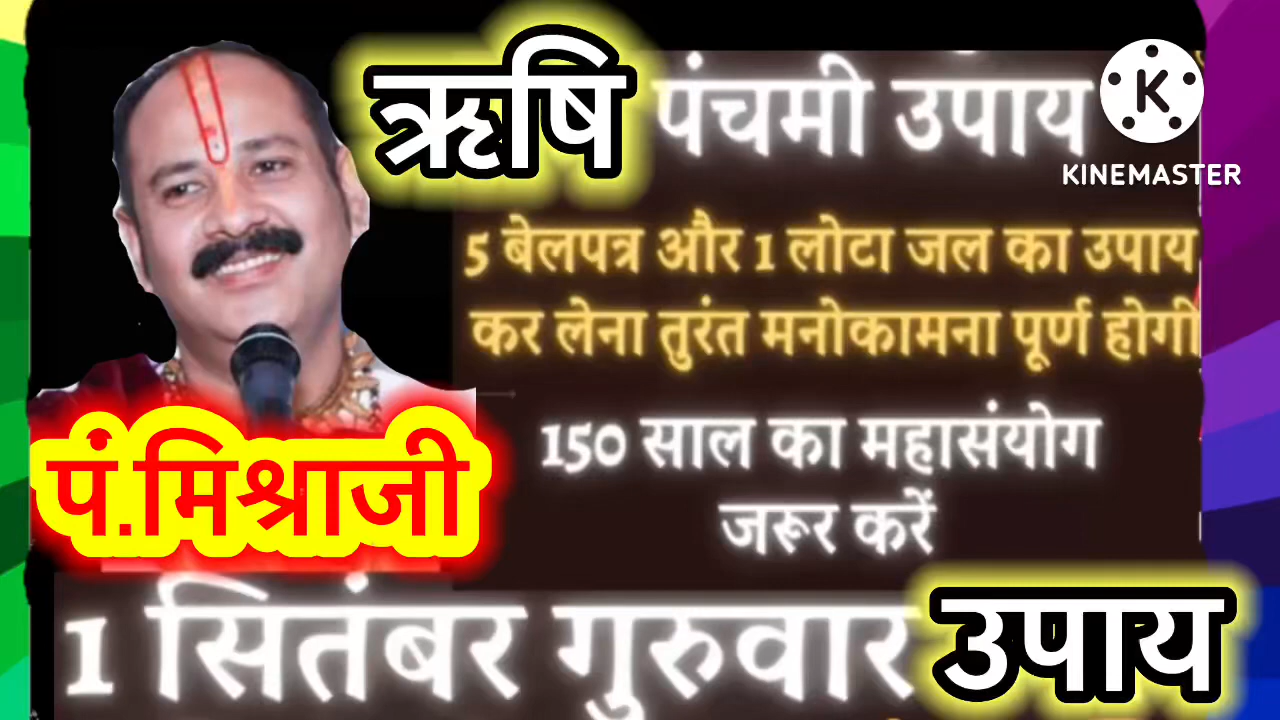 ऋषि पंचमी उपाय
KINEMASTER
5 बेलपत्र और 1 लोटा जल का उपाय
कर लेना तुरंत मनोकामना पूर्ण होगी
150 साल का महासंयोग
जरूर करें
पं.मिश्राजी
1 सितंबर गुरुवार उपाय